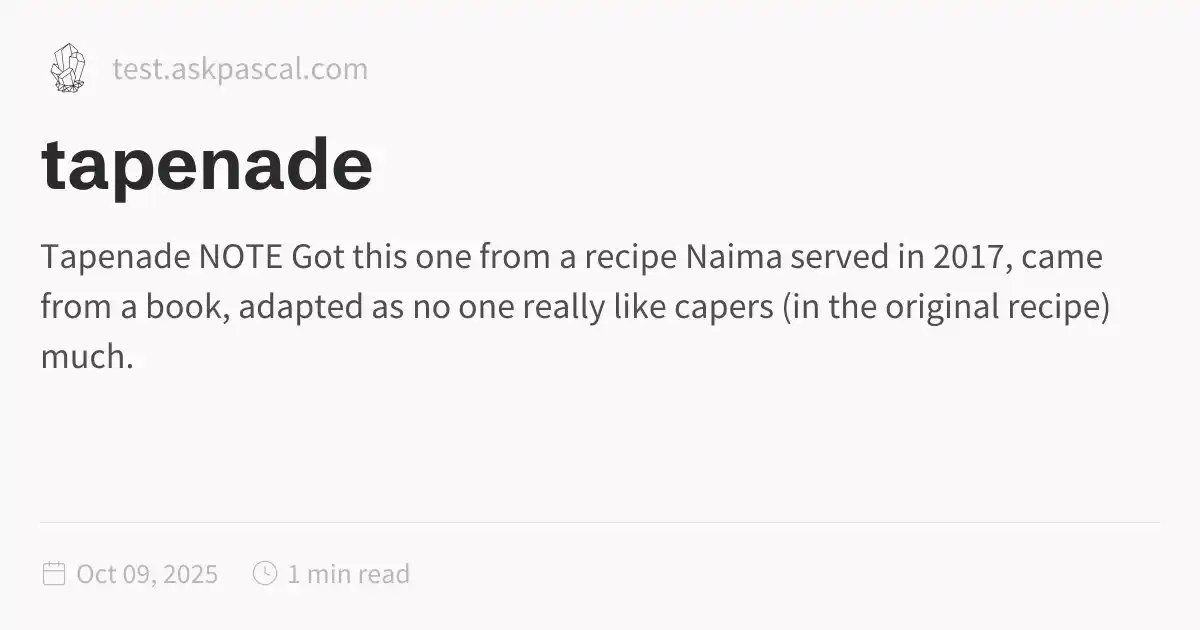 test.askpascal.com
tapenade
Tapenade NOTE Got this one from a recipe Naima served in 2017, came
from a book, adapted as no one really like capers (in the original recipe)
much.
Oct 09, 2025 1 min read